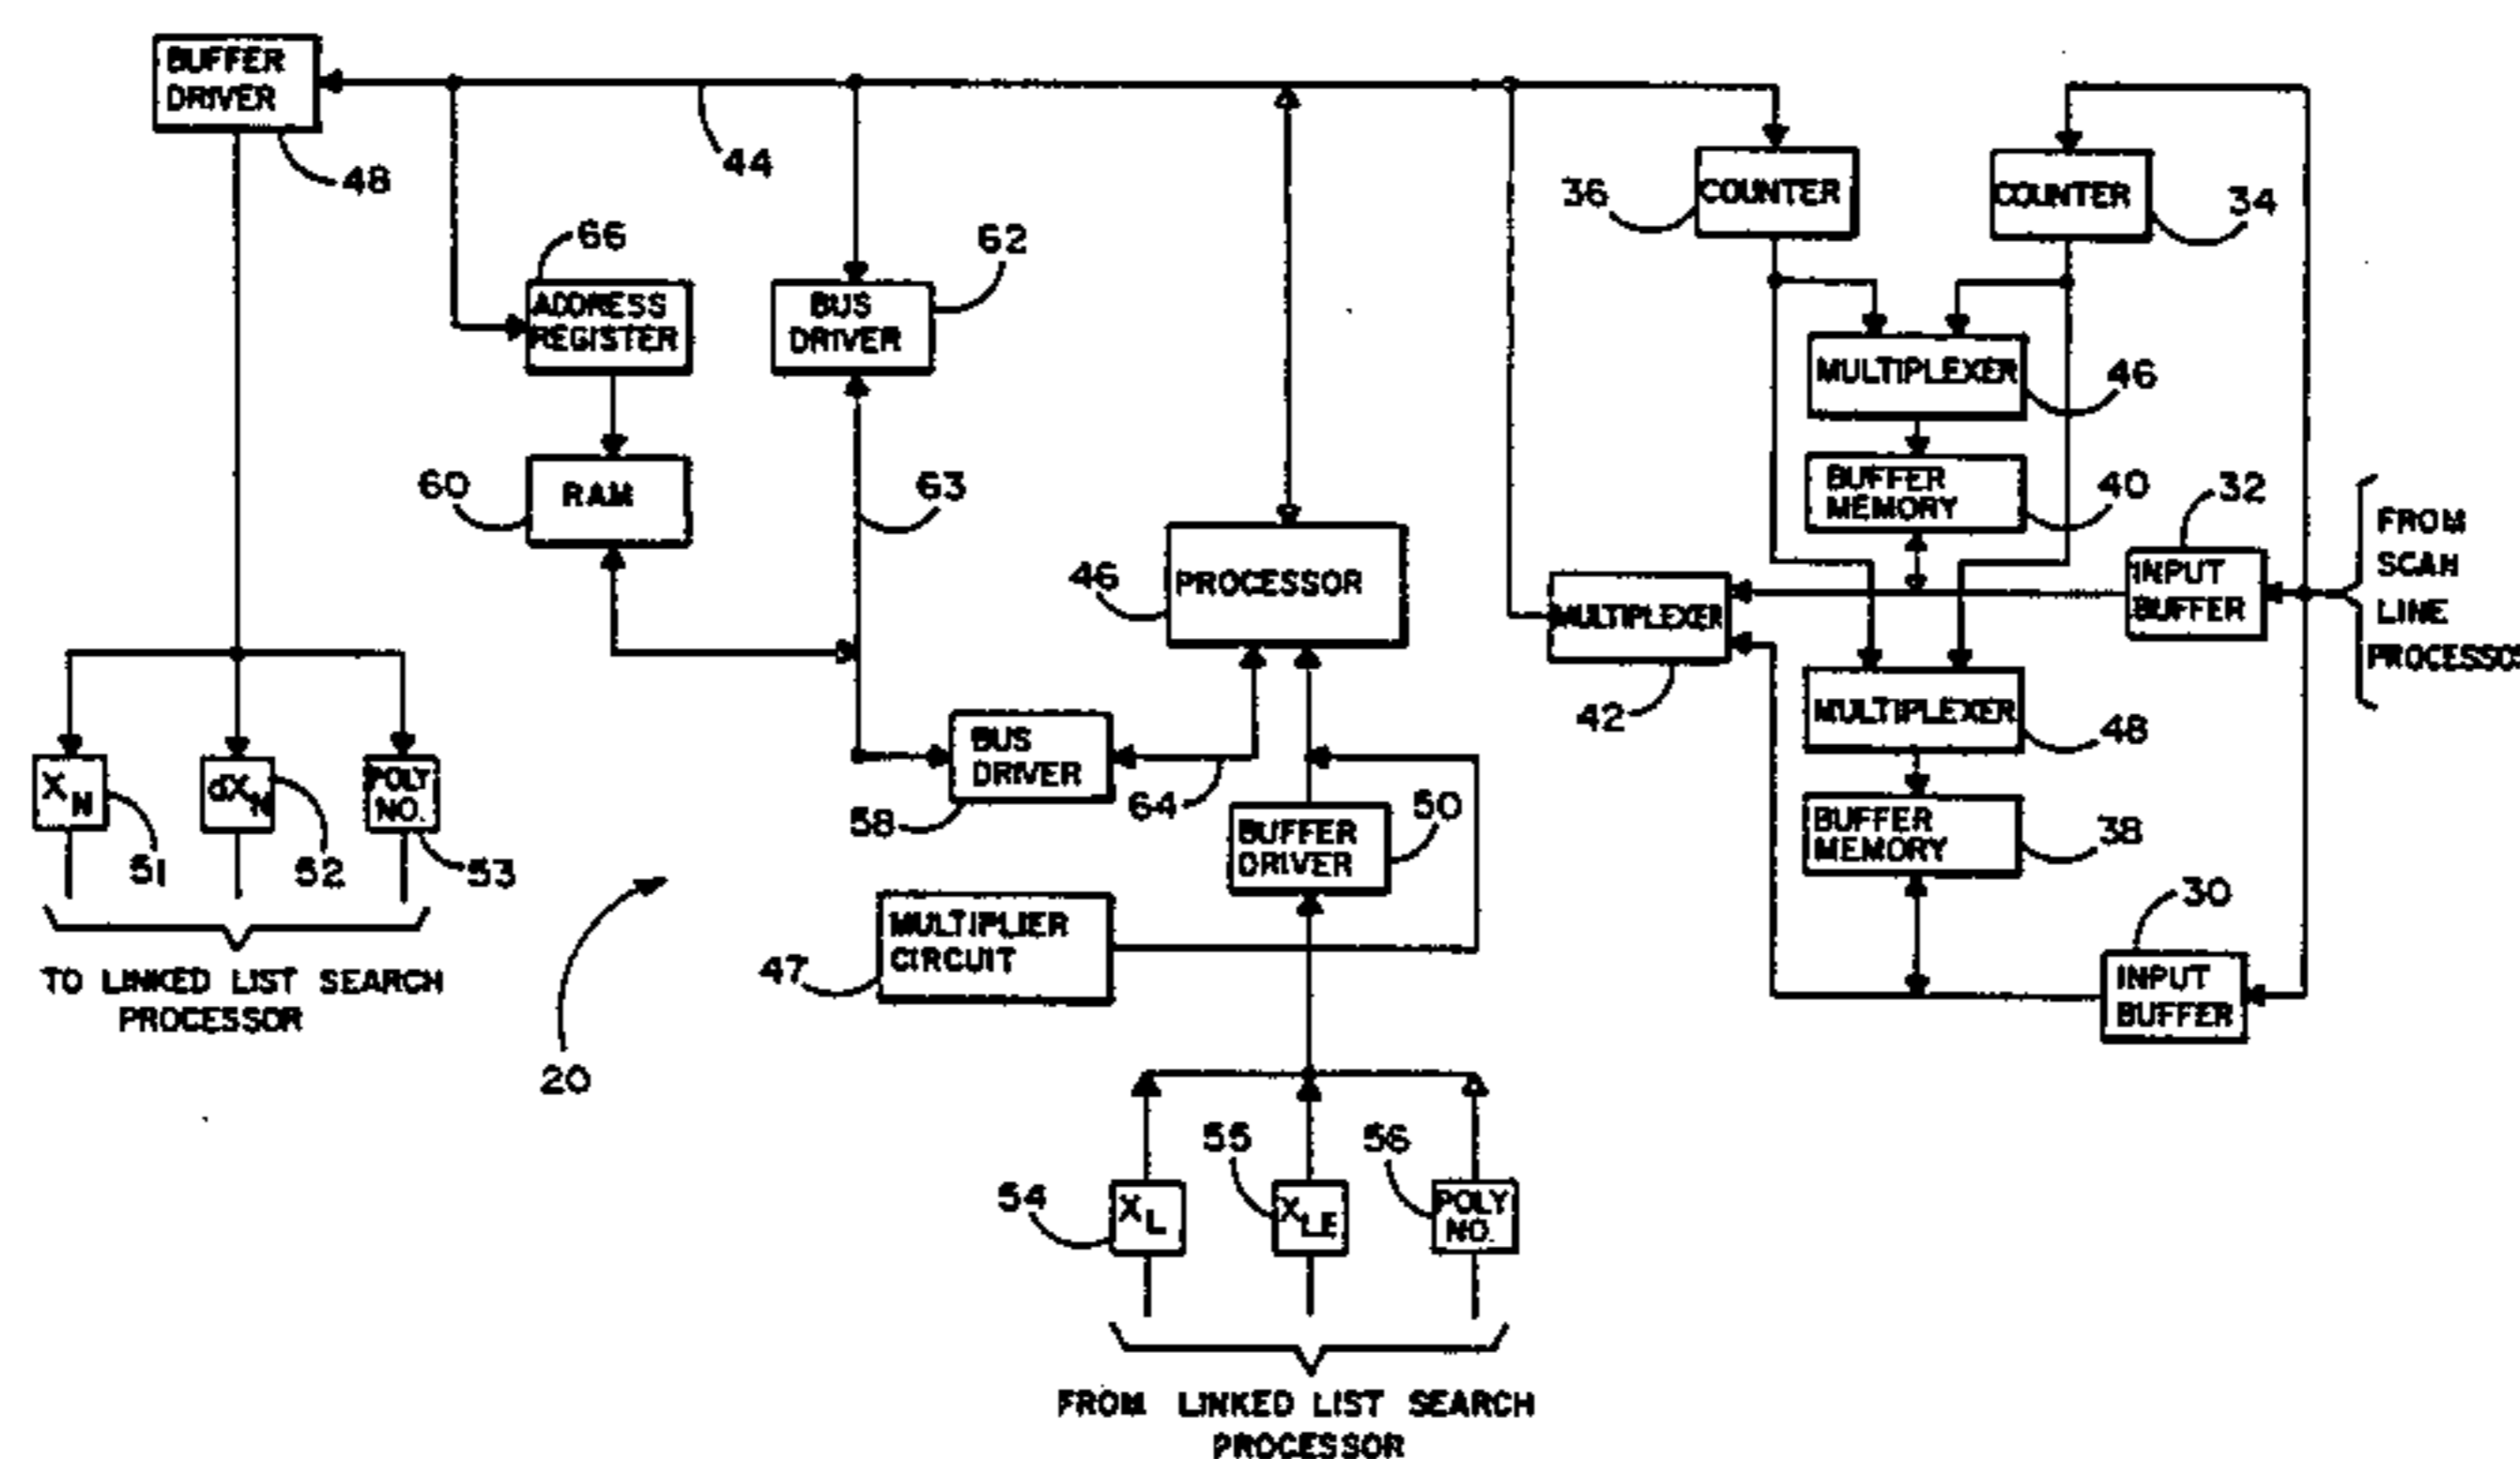 BUFFER
DRIVER
48
44
66
ADDRESS
REGISTER
62
BUS
DRIVER
60
RAM
63
36
COUNTER
COUNTER
34
MULTIPLEXER
46
BUFFER
MEMORY
40
32
INPUT
BUFFER
FROM
SCAN
LINE
PROCESSOR
46
PROCESSOR
MULTIPLEXER
42
MULTIPLEXER
48
BUS
DRIVER
58
64
BUFFER
DRIVER
50
BUFFER
MEMORY
38
30
INPUT
BUFFER
X N
51
dX N
52
POLY
NO.
53
TO LINKED LIST SEARCH
PROCESSOR
20
MULTIPLIER
CIRCUIT
47
54
X L
55
X LE
56
POLY
NO.
FROM LINKED LIST SEARCH
PROCESSOR